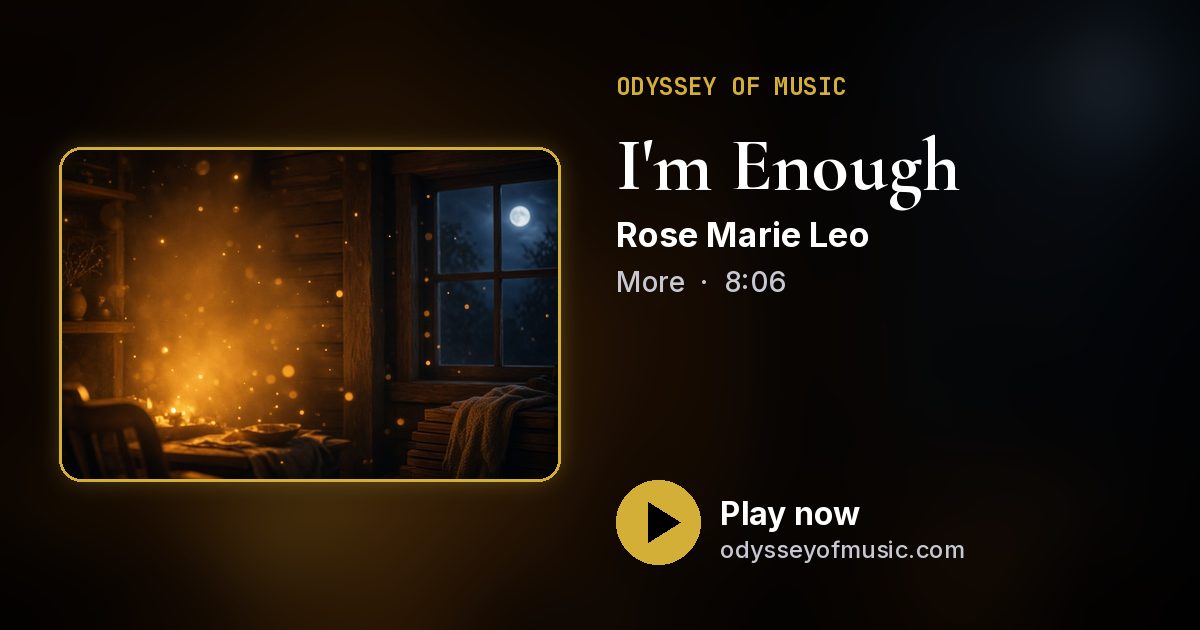 ODYSSEY OF MUSIC
I'm Enough
Rose Marie Leo
More · 8:06
Play now
odysseyofmusic.com